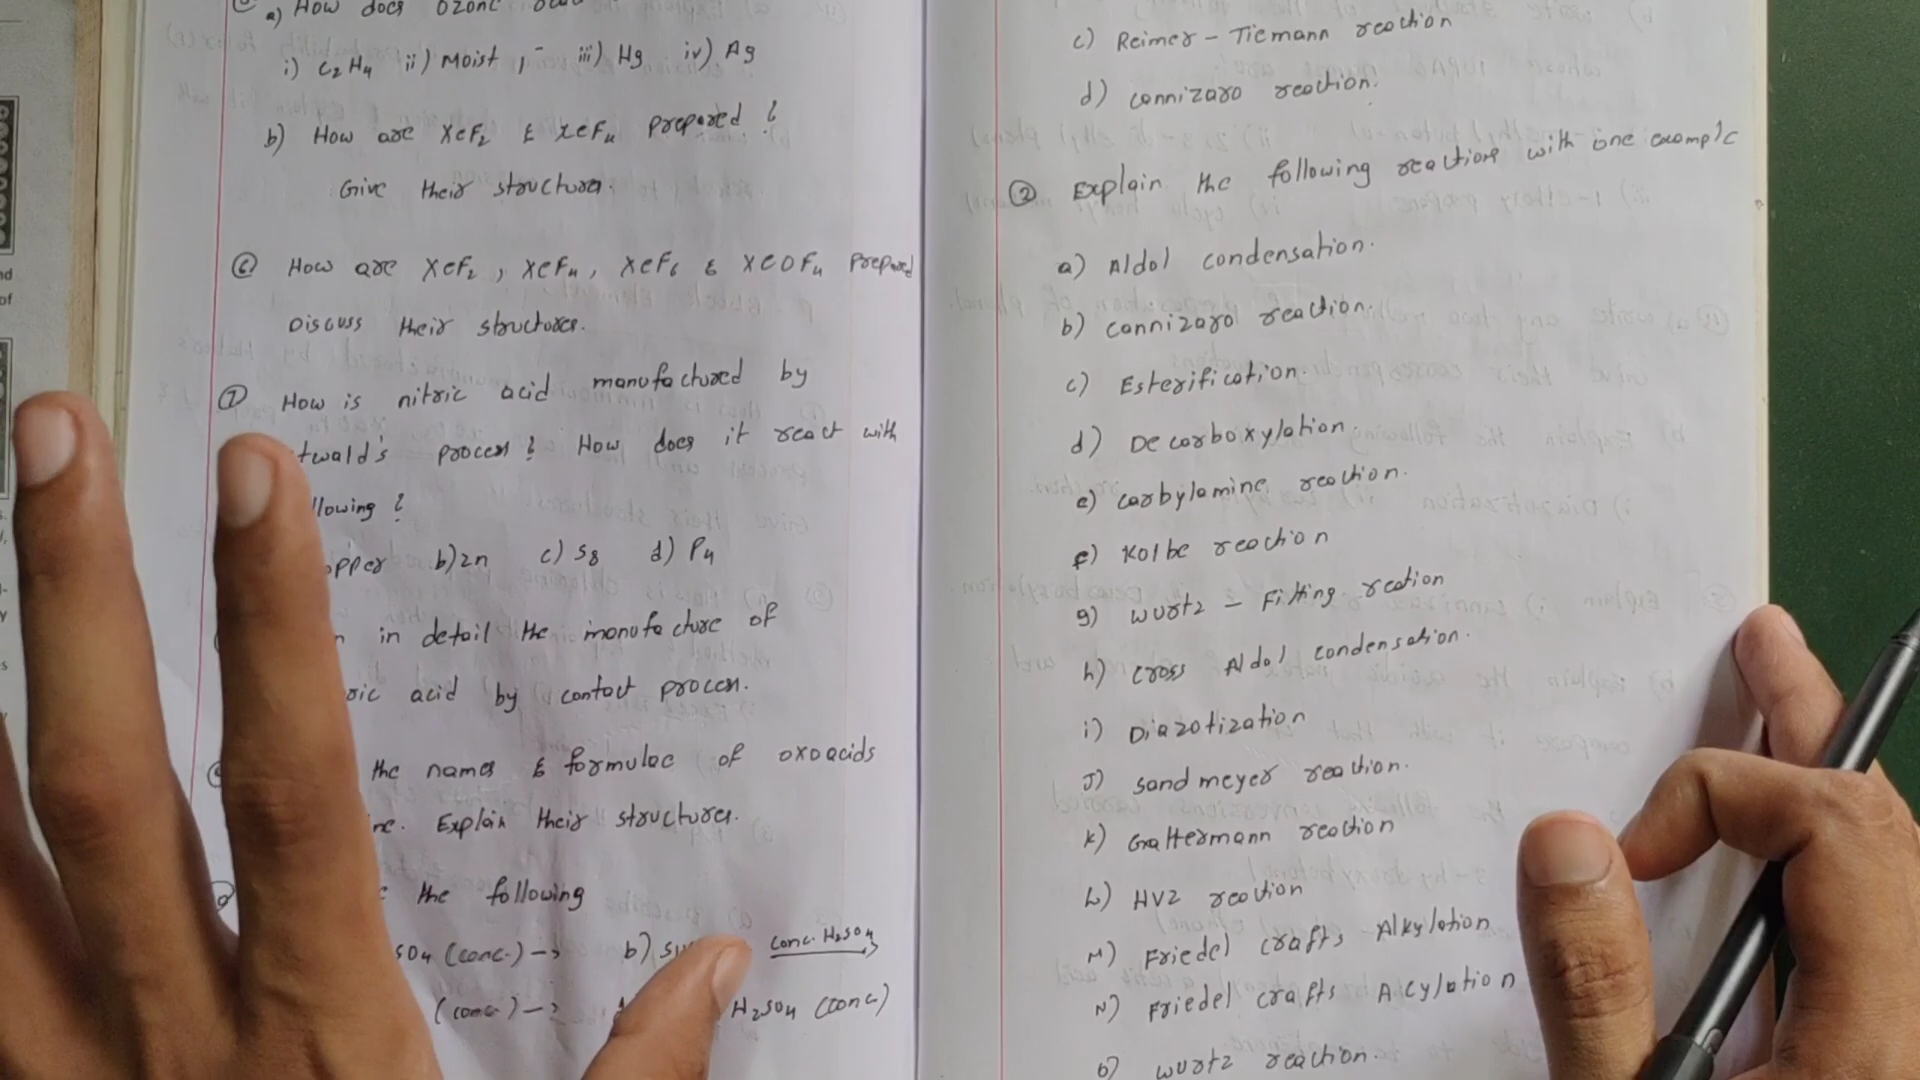 a) How does ozone
i) C2H4 ii) Moist I- iii) Hg iv) Ag
b) How are XeF2 & XeF4 prepared ?
Give their structures.
⑥ How are XeF2, XeF4, XeF6 & XeOF4 prepared
Discuss their structures.
⑦ How is nitric acid manufactured by
twald's process? How does it react with
llowing ?
opper b) Zn c) S8 d) P4
n in detail the manufacture of
ric acid by contact process.
the names & formulae of oxoacids
ne. Explain their structures.
the following
SO4 (conc.) -> b) su conc. H2SO4
(conc.) -> H2SO4 (conc)
c) Reimer - Tiemann reaction
d) connizaro reaction.
② Explain the following reactions with one example
a) Aldol condensation.
b) connizaro reaction.
c) Esterification.
d) Decarboxylation.
e) carbylamine reaction.
f) Kolbe reaction
g) wurtz - Fitting reation
h) cross Aldol condensation.
i) Diazotization
J) sandmeyer reaction.
k) Gattermann reaction
L) HVZ reaction
M) Friedel crafts Alkylation
N) Friedel crafts Acylation
o) wurtz reaction.